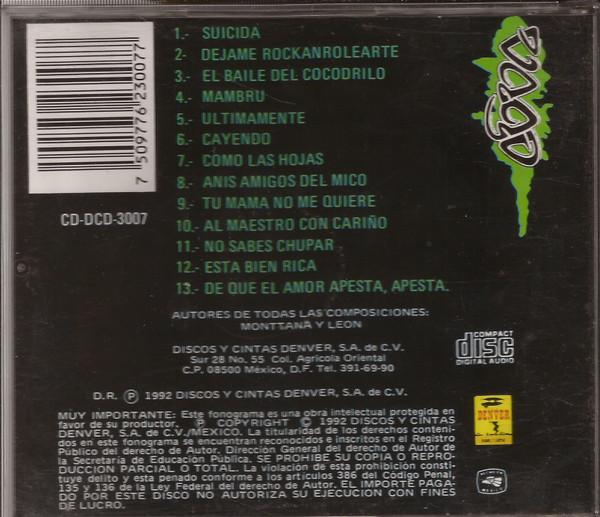 1.- SUICIDA
2.- DEJAME ROCKANROLEARTE
3.- EL BAILE DEL COCODRILO
4.- MAMBRU
5.- ULTIMAMENTE
6.- CAYENDO
7.- COMO LAS HOJAS
8.- ANIS AMIGOS DEL MICO
9.- TU MAMA NO ME QUIERE
10.- AL MAESTRO CON CARIÑO
11.- NO SABES CHUPAR
12.- ESTA BIEN RICA
13.- DE QUE EL AMOR APESTA, APESTA.
7 509776 230077
CD-DCD-3007
AUTORES DE TODAS LAS COMPOSICIONES:
MONTTANA Y LEON
DISCOS Y CINTAS DENVER, S.A. de C.V.
Sur 28 No. 55 Col. Agrícola Oriental
C.P. 08500 México, D.F. Tel. 391-69-90
COMPACT
disc
DIGITAL AUDIO
D.R. Ⓟ 1992 DISCOS Y CINTAS DENVER, S.A. de C.V.
DENVER
MUY IMPORTANTE: Este fonograma es una obra intelectual protegida en
favor de su productor. Ⓟ COPYRIGHT © 1992 DISCOS Y CINTAS
DENVER, S.A. de C.V./MEXICO. La titularidad de los derechos conteni-
dos en este fonograma se encuentran reconocidos e inscritos en el Registro
Público del derecho de Autor. Dirección General del derecho de Autor de
la Secretaría de Educación Publica. SE PROHIBE SU COPIA O REPRO-
DUCCION PARCIAL O TOTAL. La violación de esta prohibición consti-
tuye delito y esta penado conforme a los artículos 386 del Código Penal,
135 y 136 de la Ley Federal del Derecho de Autor. EL IMPORTE PAGA-
DO POR ESTE DISCO NO AUTORIZA SU EJECUCION CON FINES
DE LUCRO.